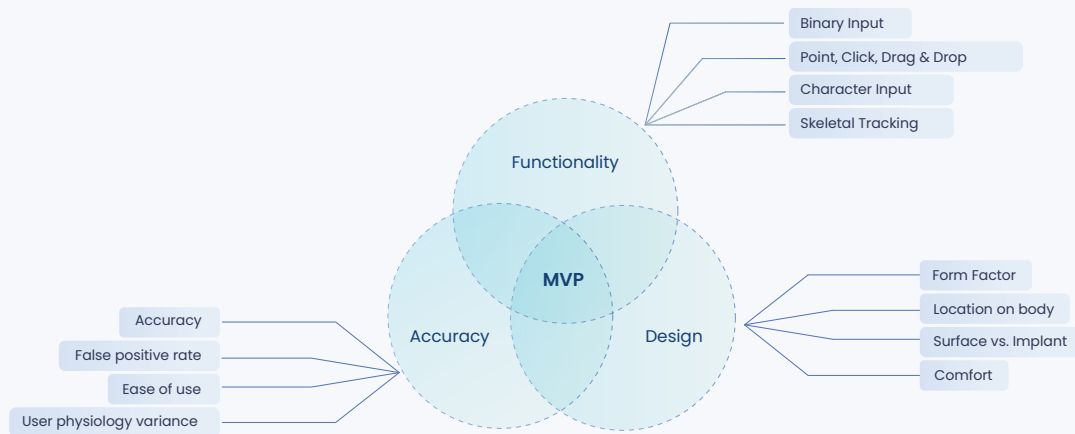 Binary Input
Point, Click, Drag & Drop
Character Input
Skeletal Tracking
Functionality
MVP
Accuracy
Design
Form Factor
Location on body
Surface vs. Implant
Comfort
Accuracy
False positive rate
Ease of use
User physiology variance